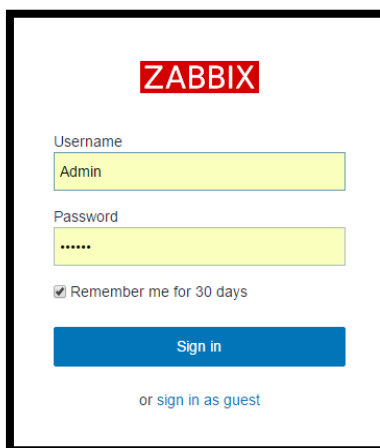 ZABBIX
Username
Admin
Password
••••••
Remember me for 30 days
Sign in
or sign in as guest